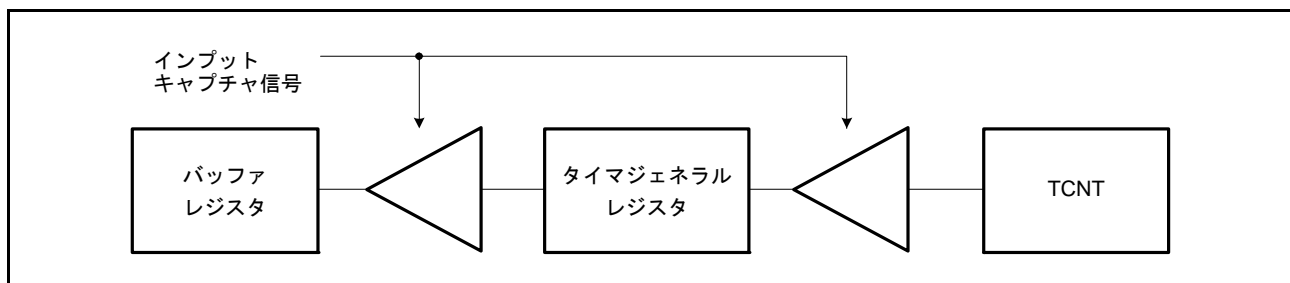 インプット
キャプチャ信号
バッファ
レジスタ
タイマジェネラル
レジスタ
TCNT